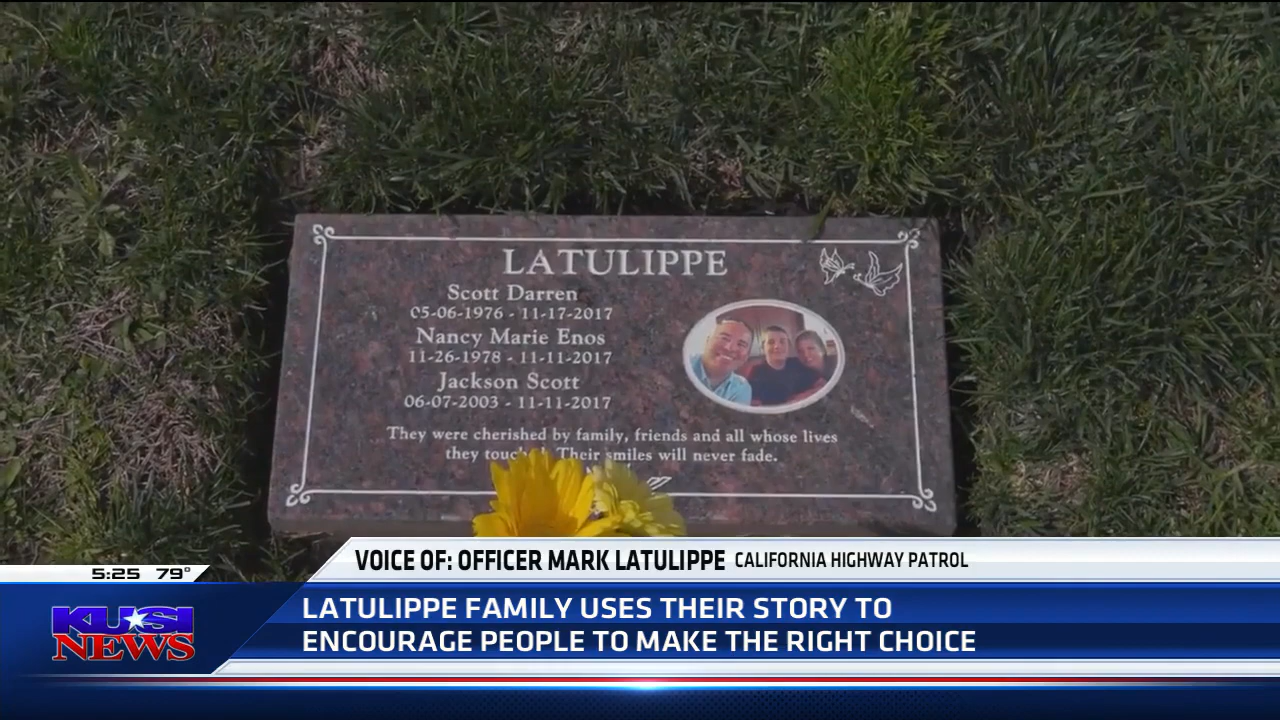 LATULIPPE
Scott Darren
05-06-1976 - 11-17-2017
Nancy Marie Enos
11-26-1978 - 11-11-2017
Jackson Scott
06-07-2003 - 11-11-2017
They were cherished by family, friends and all whose lives
they Their smiles will never fade.
VOICE OF: OFFICER MARK LATULIPPE CALIFORNIA HIGHWAY PATROL
5:25 79°
KUSI
NEWS
LATULIPPE FAMILY USES THEIR STORY TO
ENCOURAGE PEOPLE TO MAKE THE RIGHT CHOICE